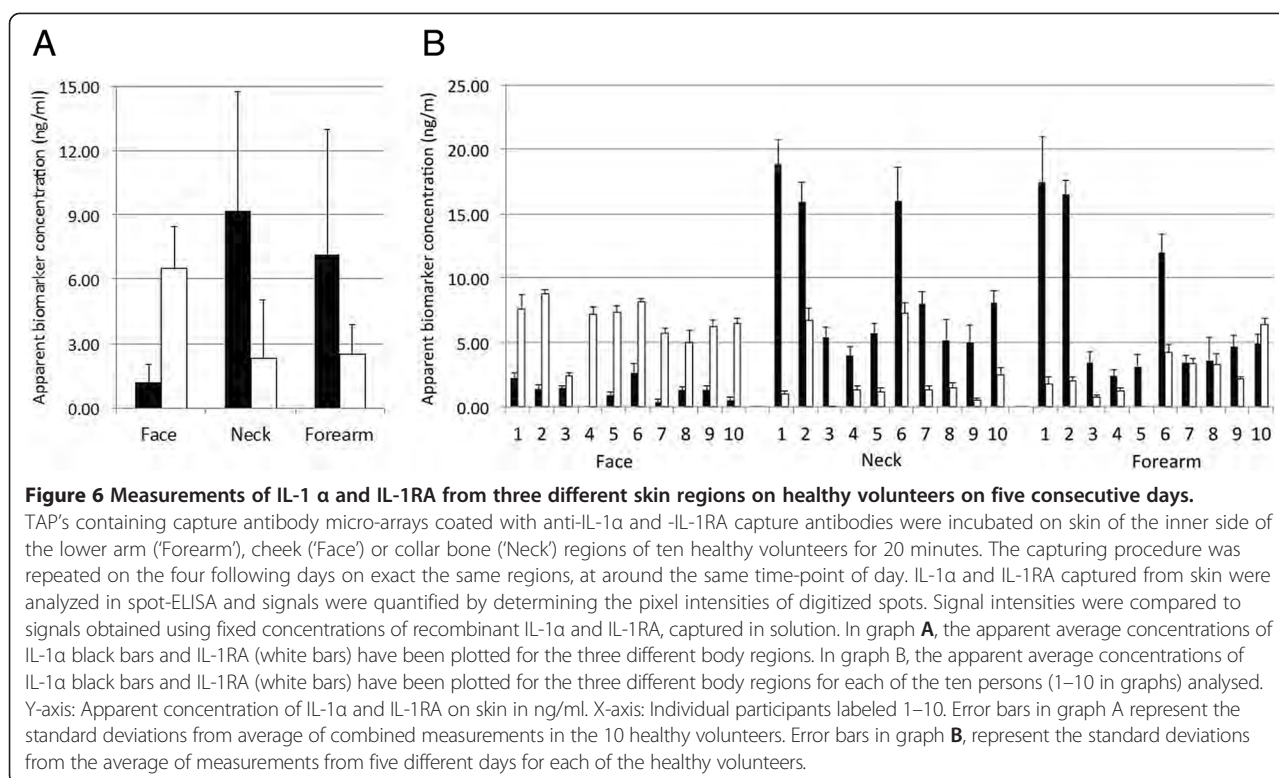 A
B
Apparent biomarker concentration (ng/ml)
15.00
12.00
9.00
6.00
3.00
0.00
Face Neck Forearm
Apparent biomarker concentration (ng/m)
25.00
20.00
15.00
10.00
5.00
0.00
1 2 3 4 5 6 7 8 9 10 1 2 3 4 5 6 7 8 9 10 1 2 3 4 5 6 7 8 9 10
Face Neck Forearm
Figure 6 Measurements of IL-1 α and IL-1RA from three different skin regions on healthy volunteers on five consecutive days.
TAP's containing capture antibody micro-arrays coated with anti-IL-1α and -IL-1RA capture antibodies were incubated on skin of the inner side of
the lower arm ('Forearm'), cheek ('Face') or collar bone ('Neck') regions of ten healthy volunteers for 20 minutes. The capturing procedure was
repeated on the four following days on exact the same regions, at around the same time-point of day. IL-1α and IL-1RA captured from skin were
analyzed in spot-ELISA and signals were quantified by determining the pixel intensities of digitized spots. Signal intensities were compared to
signals obtained using fixed concentrations of recombinant IL-1α and IL-1RA, captured in solution. In graph A, the apparent average concentrations of
IL-1α black bars and IL-1RA (white bars) have been plotted for the three different body regions. In graph B, the apparent average concentrations of
IL-1α black bars and IL-1RA (white bars) have been plotted for the three different body regions for each of the ten persons (1–10 in graphs) analysed.
Y-axis: Apparent concentration of IL-1α and IL-1RA on skin in ng/ml. X-axis: Individual participants labeled 1–10. Error bars in graph A represent the
standard deviations from average of combined measurements in the 10 healthy volunteers. Error bars in graph B, represent the standard deviations
from the average of measurements from five different days for each of the healthy volunteers.